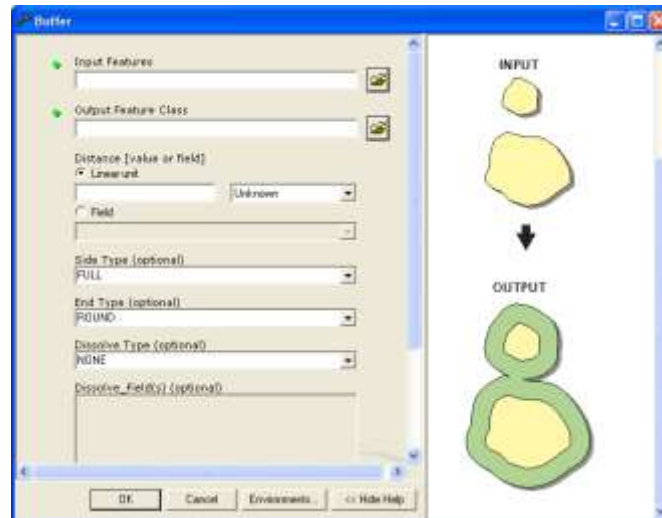 Buffer
Input Features
Output Feature Class
Distance [value or field]
Linear unit
Unknown
Field
Side Type (optional)
FULL
End Type (optional)
ROUND
Dissolve Type (optional)
NONE
Dissolve_Field(s) (optional)
OK Cancel Environments... << Hide Help
INPUT
OUTPUT